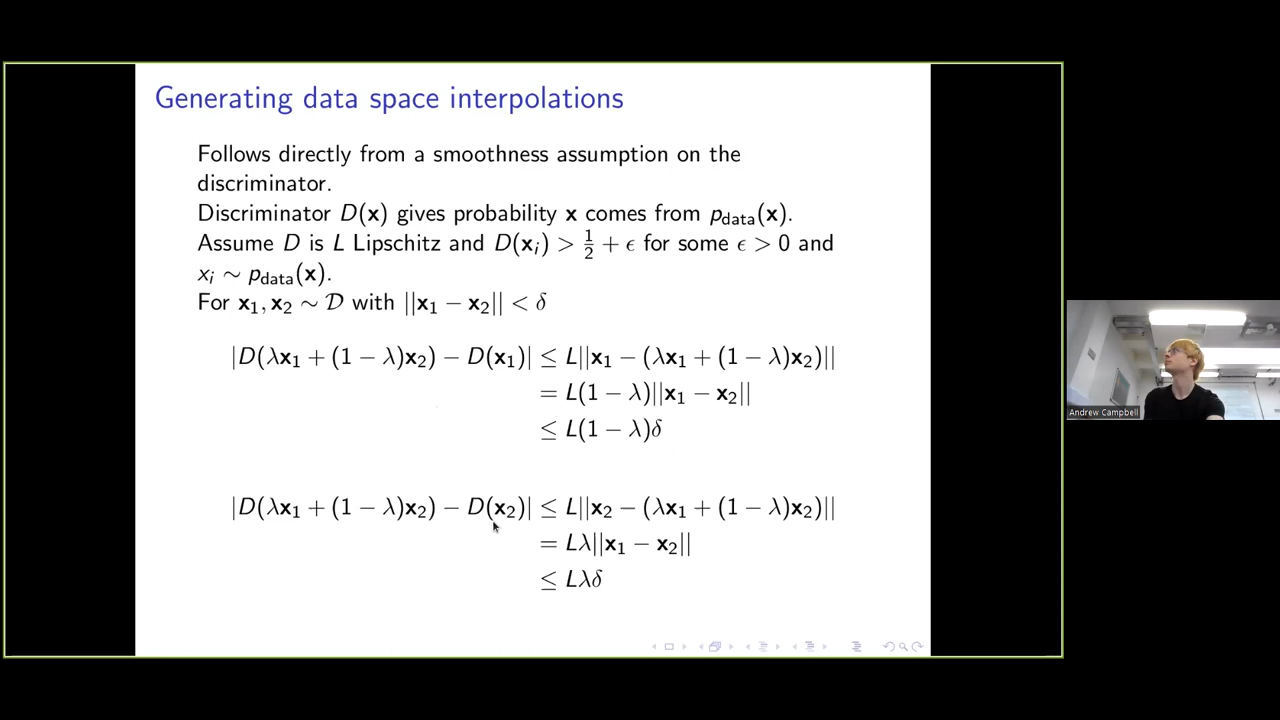 Generating data space interpolations
Follows directly from a smoothness assumption on the
discriminator.
Discriminator D(x) gives probability x comes from p_data(x).
Assume D is L Lipschitz and D(x_i) > 1/2 + ϵ for some ϵ > 0 and
x_i ∼ p_data(x).
For x_1, x_2 ∼ 𝒟 with ||x_1 − x_2|| < δ
|D(λx_1 + (1 − λ)x_2) − D(x_1)| ≤ L||x_1 − (λx_1 + (1 − λ)x_2)||
= L(1 − λ)||x_1 − x_2||
≤ L(1 − λ)δ
|D(λx_1 + (1 − λ)x_2) − D(x_2)| ≤ L||x_2 − (λx_1 + (1 − λ)x_2)||
= Lλ||x_1 − x_2||
≤ Lλδ
Andrew Campbell